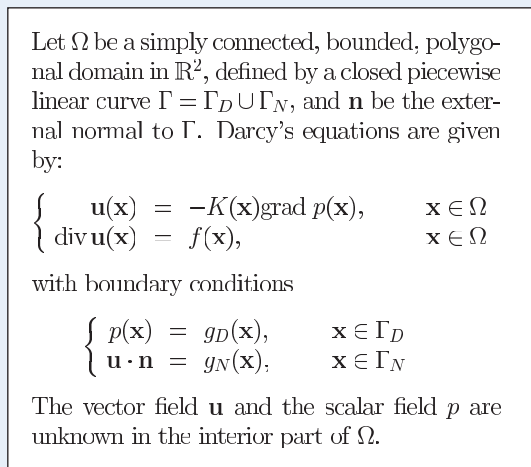 Let Ω be a simply connected, bounded, polygo-
nal domain in ℝ², defined by a closed piecewise
linear curve Γ = Γ_D ∪ Γ_N, and n be the exter-
nal normal to Γ. Darcy's equations are given
by:
{ u(x) = −K(x)grad p(x), x ∈ Ω
div u(x) = f(x), x ∈ Ω
with boundary conditions
{ p(x) = g_D(x), x ∈ Γ_D
u · n = g_N(x), x ∈ Γ_N
The vector field u and the scalar field p are
unknown in the interior part of Ω.